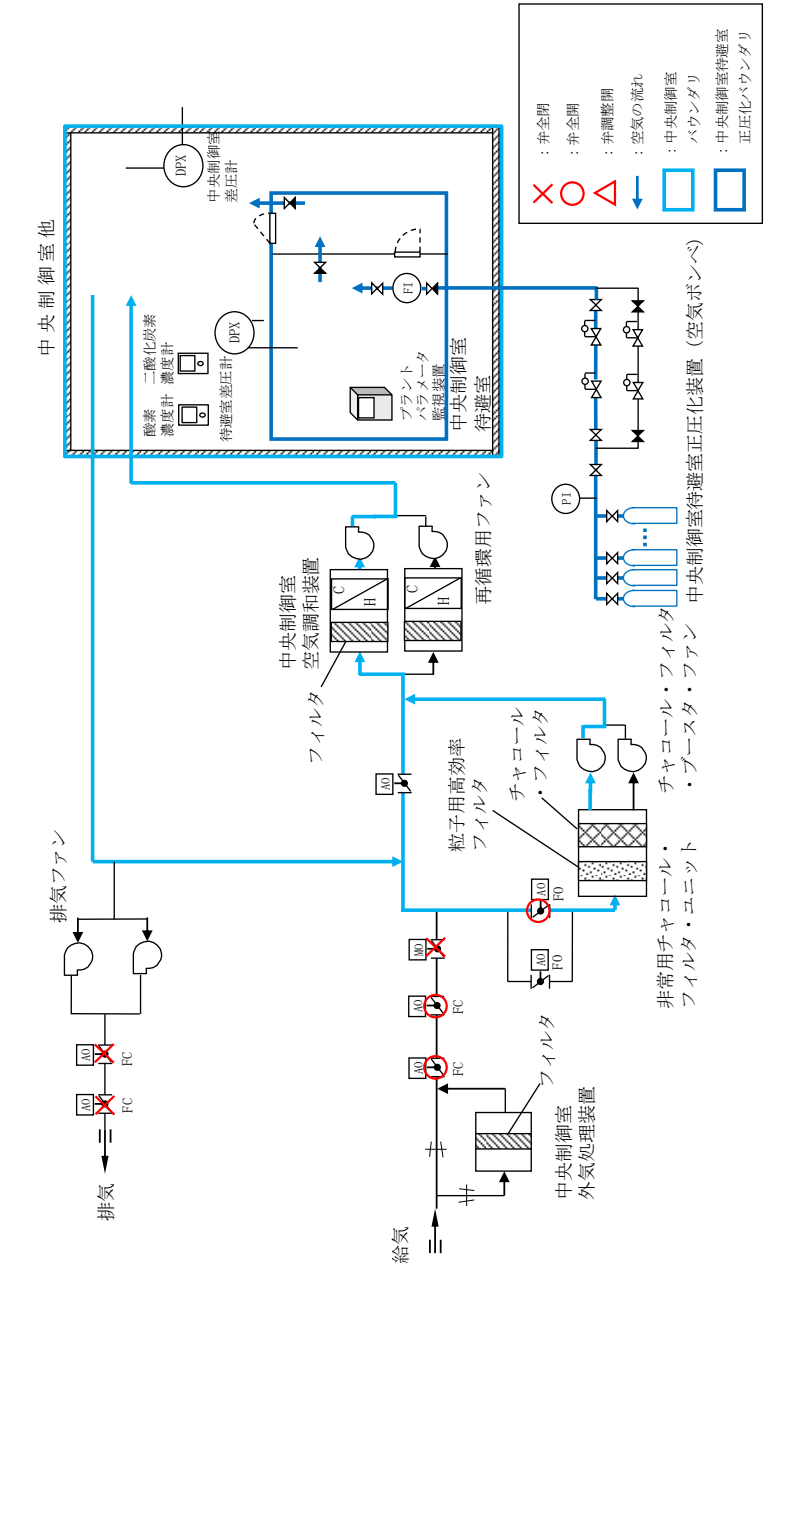 中央制御室他
DPX
中央制御室
差圧計
DPX
待避室差圧計
二酸化炭素
濃度計
酸素
濃度計
FI
プラント
パラメータ
監視装置
中央制御室
待避室
：弁全閉
：弁全開
：弁調整開
：空気の流れ
：中央制御室
バウンダリ
：中央制御室待避室
正圧化バウンダリ
PI
中央制御室待避室正圧化装置（空気ボンベ）
中央制御室
空気調和装置
C
H
C
H
フィルタ
再循環用ファン
AO
チャコール・フィルタ
・ブースタ・ファン
チャコール
・フィルタ
粒子用高効率
フィルタ
非常用チャコール・
フィルタ・ユニット
AO
FO
AO
FO
MO
AO
FC
AO
FC
フィルタ
中央制御室
外気処理装置
給気
排気ファン
AO
FC
AO
FC
排気